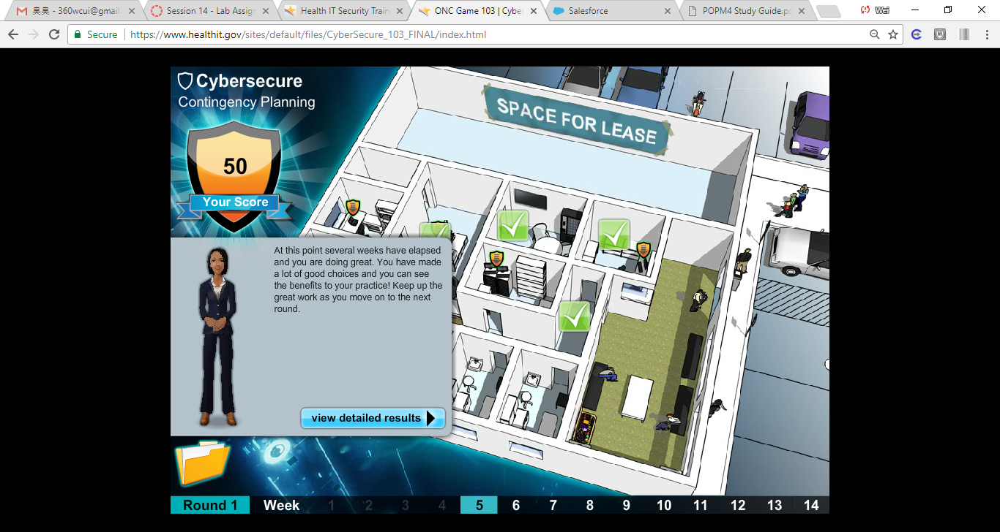 臭臭 - 360wcui@gmail.
Session 14 - Lab Assign
Health IT Security Train
ONC Game 103 | Cyber
Salesforce
POPM4 Study Guide.pd
Wei
Secure
https://www.healthit.gov/sites/default/files/CyberSecure_103_FINAL/index.html
Cybersecure
Contingency Planning
50
Your Score
SPACE FOR LEASE
At this point several weeks have elapsed
and you are doing great. You have made
a lot of good choices and you can see
the benefits to your practice! Keep up the
great work as you move on to the next
round.
view detailed results
Round 1 Week 1 2 3 4 5 6 7 8 9 10 11 12 13 14